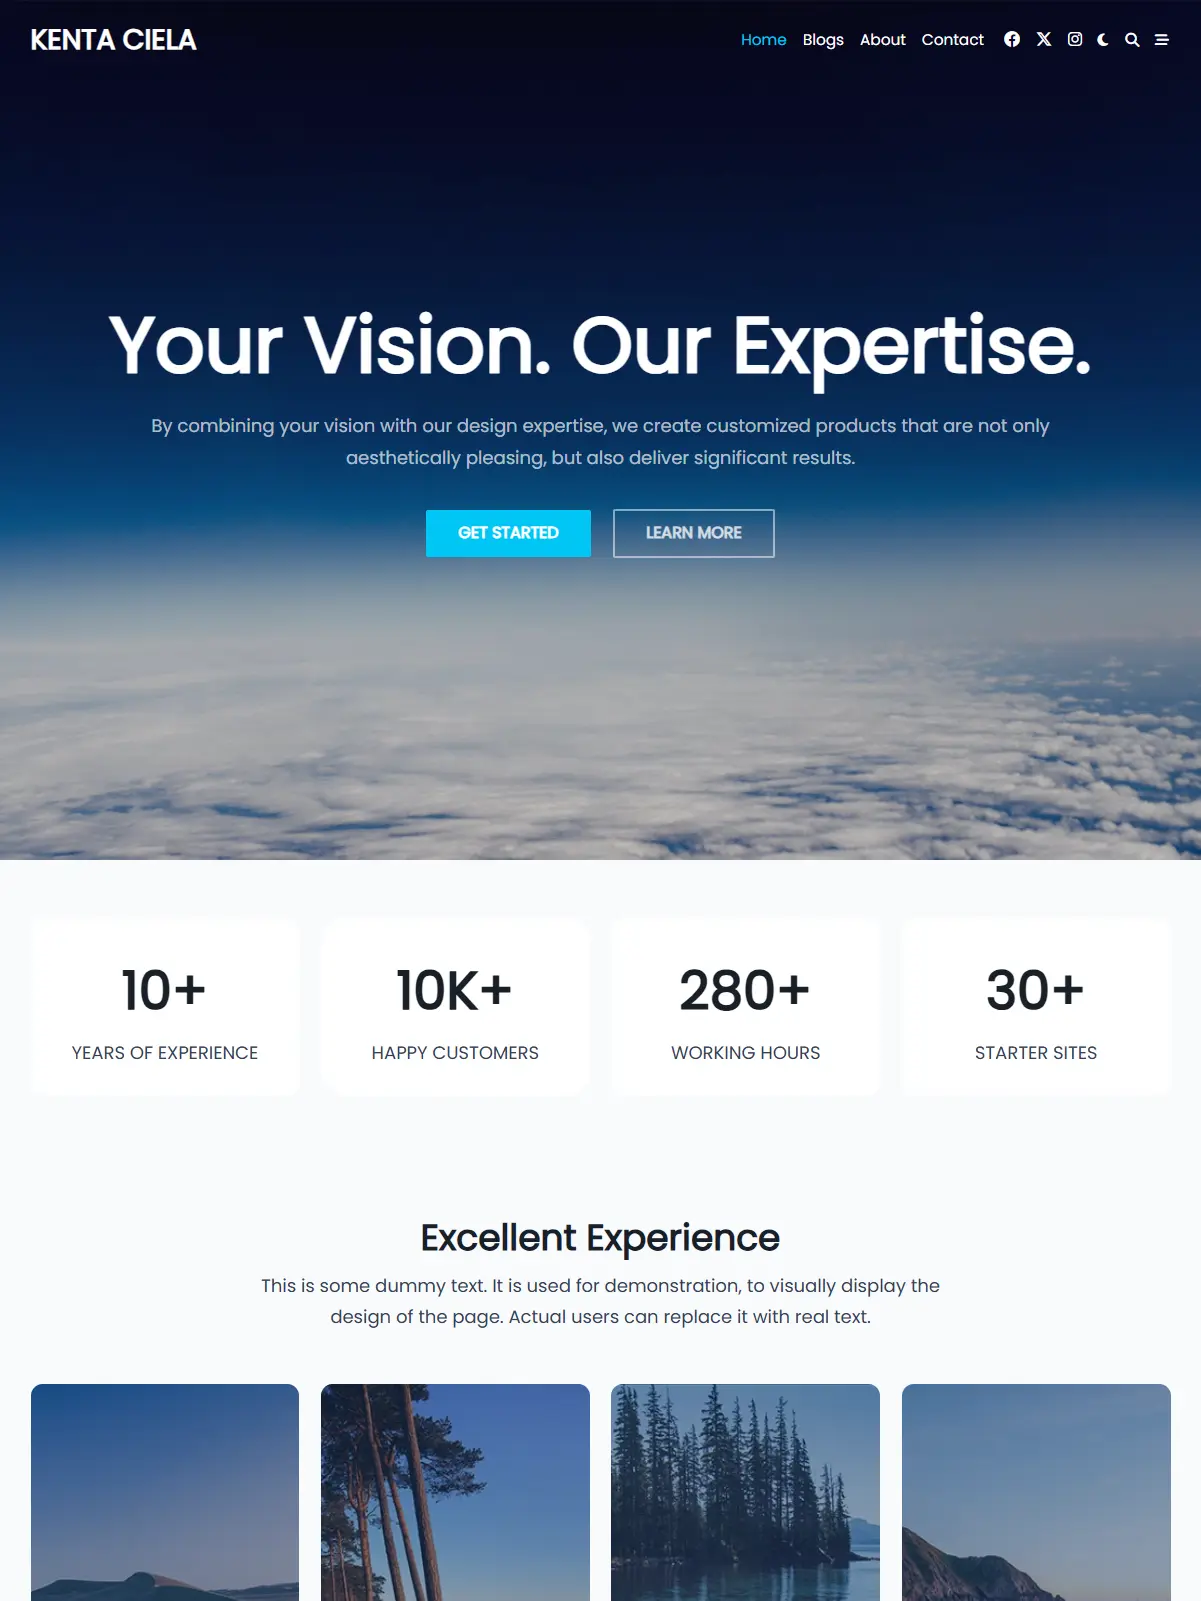 KENTA CIELA
Home Blogs About Contact
Your Vision. Our Expertise.
By combining your vision with our design expertise, we create customized products that are not only
aesthetically pleasing, but also deliver significant results.
GET STARTED LEARN MORE
10+
YEARS OF EXPERIENCE
10K+
HAPPY CUSTOMERS
280+
WORKING HOURS
30+
STARTER SITES
Excellent Experience
This is some dummy text. It is used for demonstration, to visually display the
design of the page. Actual users can replace it with real text.